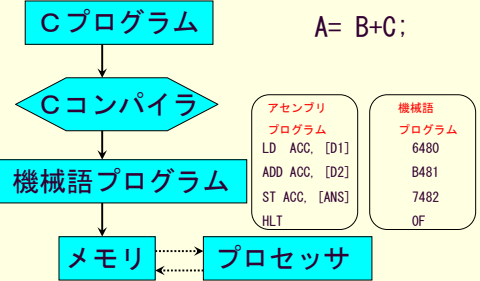 Ｃプログラム
A= B+C;
Ｃコンパイラ
機械語プログラム
メモリ
プロセッサ
アセンブリ
プログラム
LD ACC, [D1]
ADD ACC, [D2]
ST ACC, [ANS]
HLT
機械語
プログラム
6480
B481
7482
0F